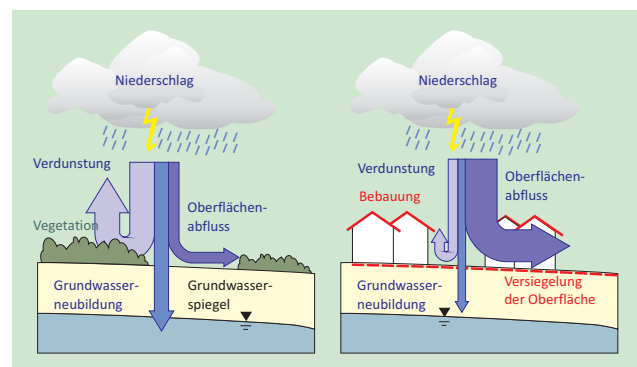 Niederschlag
Verdunstung
Oberflächen-
abfluss
Vegetation
Grundwasser-
neubildung
Grundwasser-
spiegel
Niederschlag
Verdunstung
Oberflächen-
abfluss
Bebauung
Grundwasser-
neubildung
Versiegelung
der Oberfläche